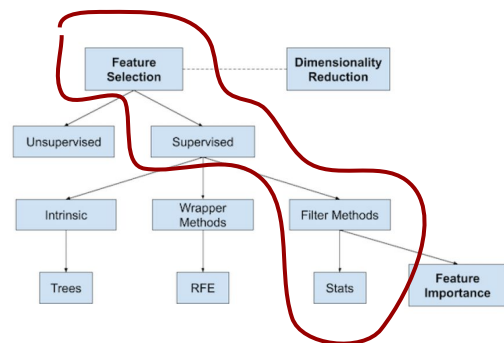 Feature
Selection
Dimensionality
Reduction
Unsupervised
Supervised
Intrinsic
Wrapper
Methods
Filter Methods
Trees
RFE
Stats
Feature
Importance